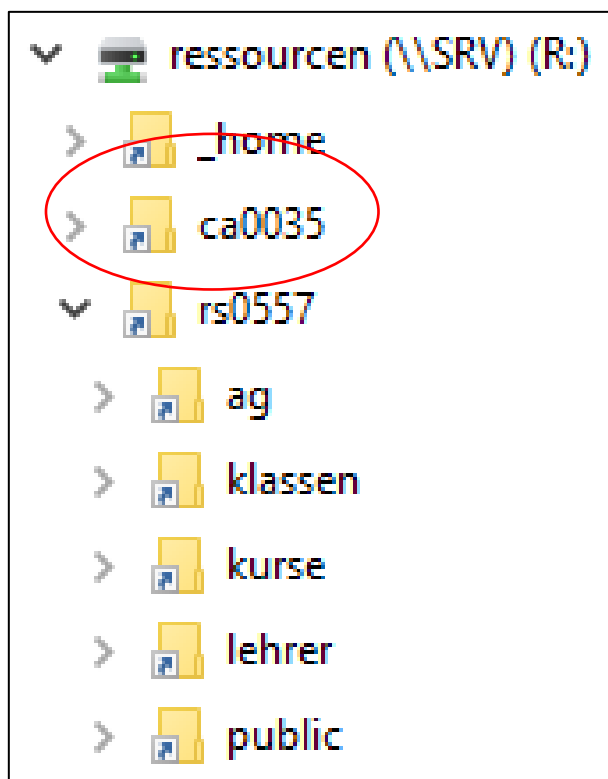 ressourcen (\\SRV) (R:)
_home
ca0035
rs0557
ag
klassen
kurse
lehrer
public